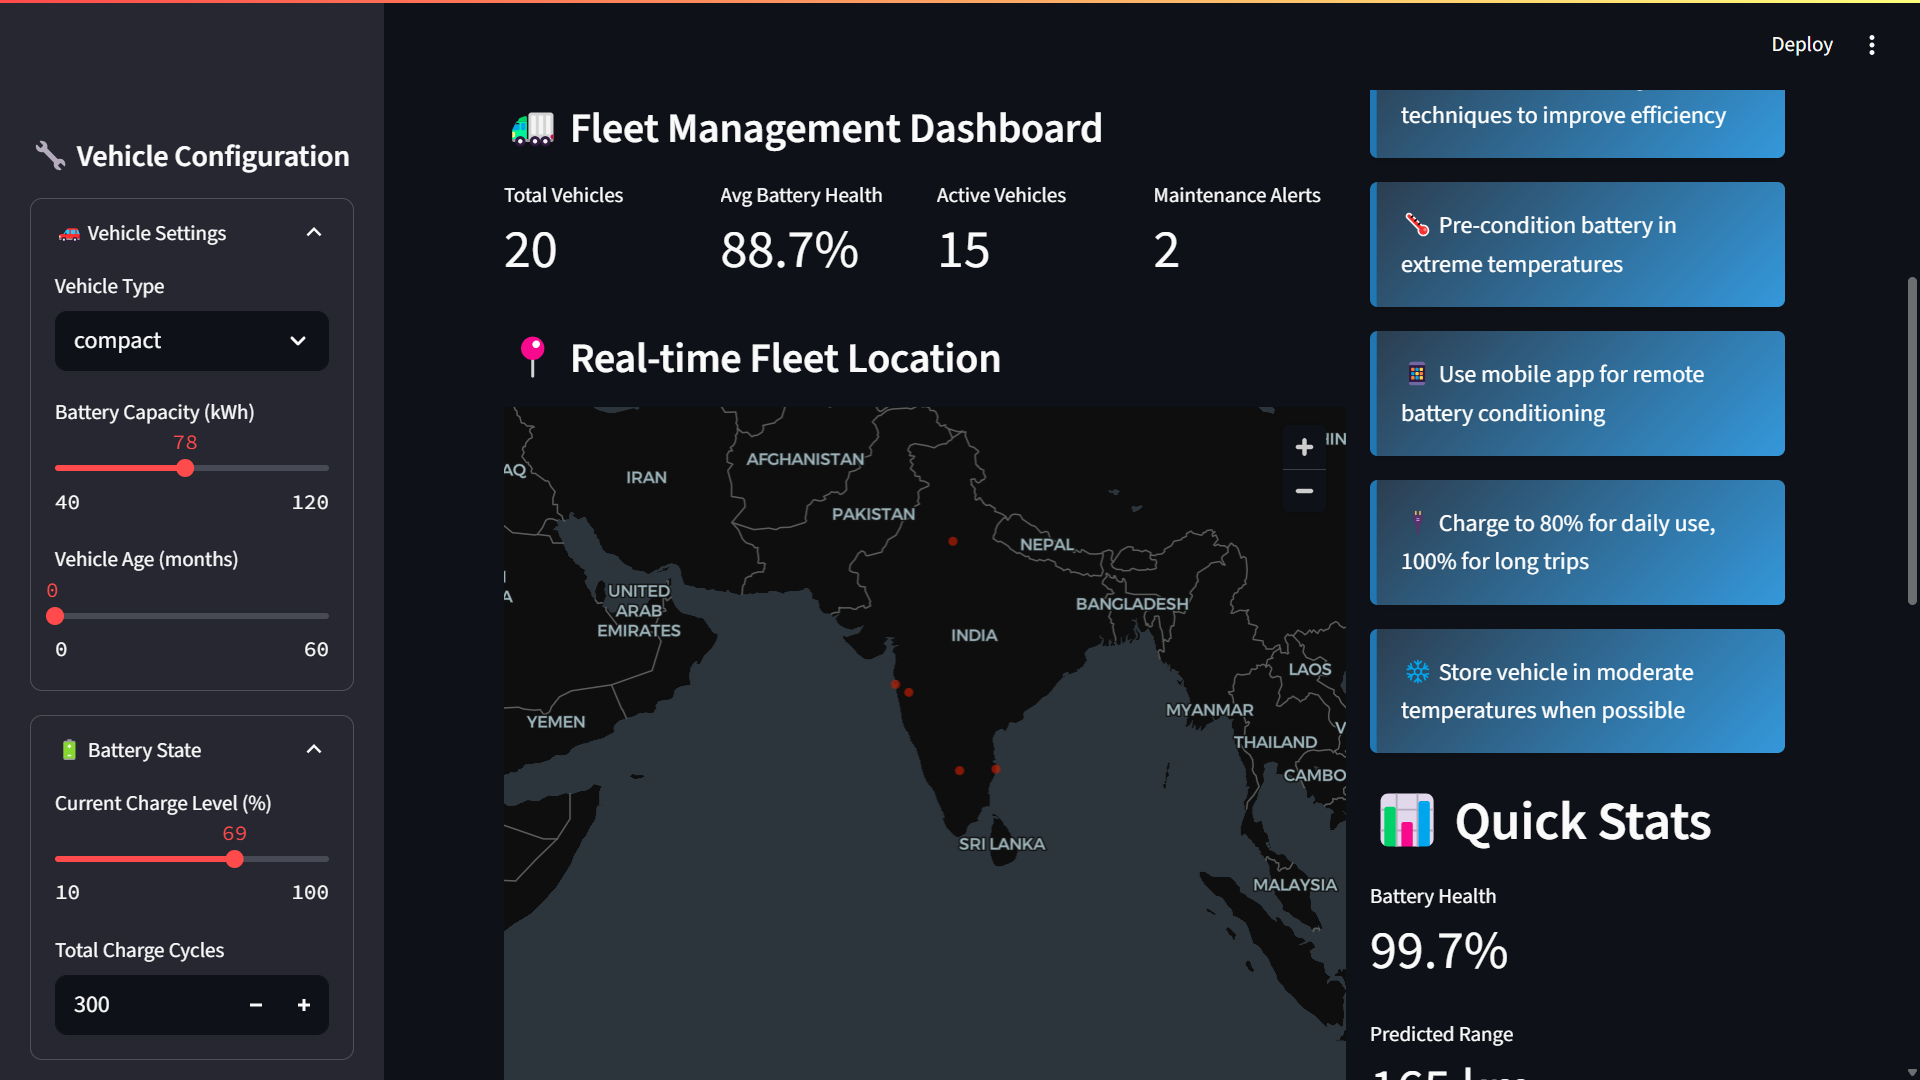 Deploy
Vehicle Configuration
Vehicle Settings
Vehicle Type
compact
Battery Capacity (kWh)
78
40 120
Vehicle Age (months)
0
0 60
Battery State
Current Charge Level (%)
69
10 100
Total Charge Cycles
300
Fleet Management Dashboard
Total Vehicles
20
Avg Battery Health
88.7%
Active Vehicles
15
Maintenance Alerts
2
Real-time Fleet Location
IRAN
AFGHANISTAN
PAKISTAN
NEPAL
UNITED
ARAB
EMIRATES
BANGLADESH
INDIA
LAOS
MYANMAR
YEMEN
THAILAND
CAMBO
SRI LANKA
MALAYSIA
techniques to improve efficiency
Pre-condition battery in
extreme temperatures
Use mobile app for remote
battery conditioning
Charge to 80% for daily use,
100% for long trips
Store vehicle in moderate
temperatures when possible
Quick Stats
Battery Health
99.7%
Predicted Range